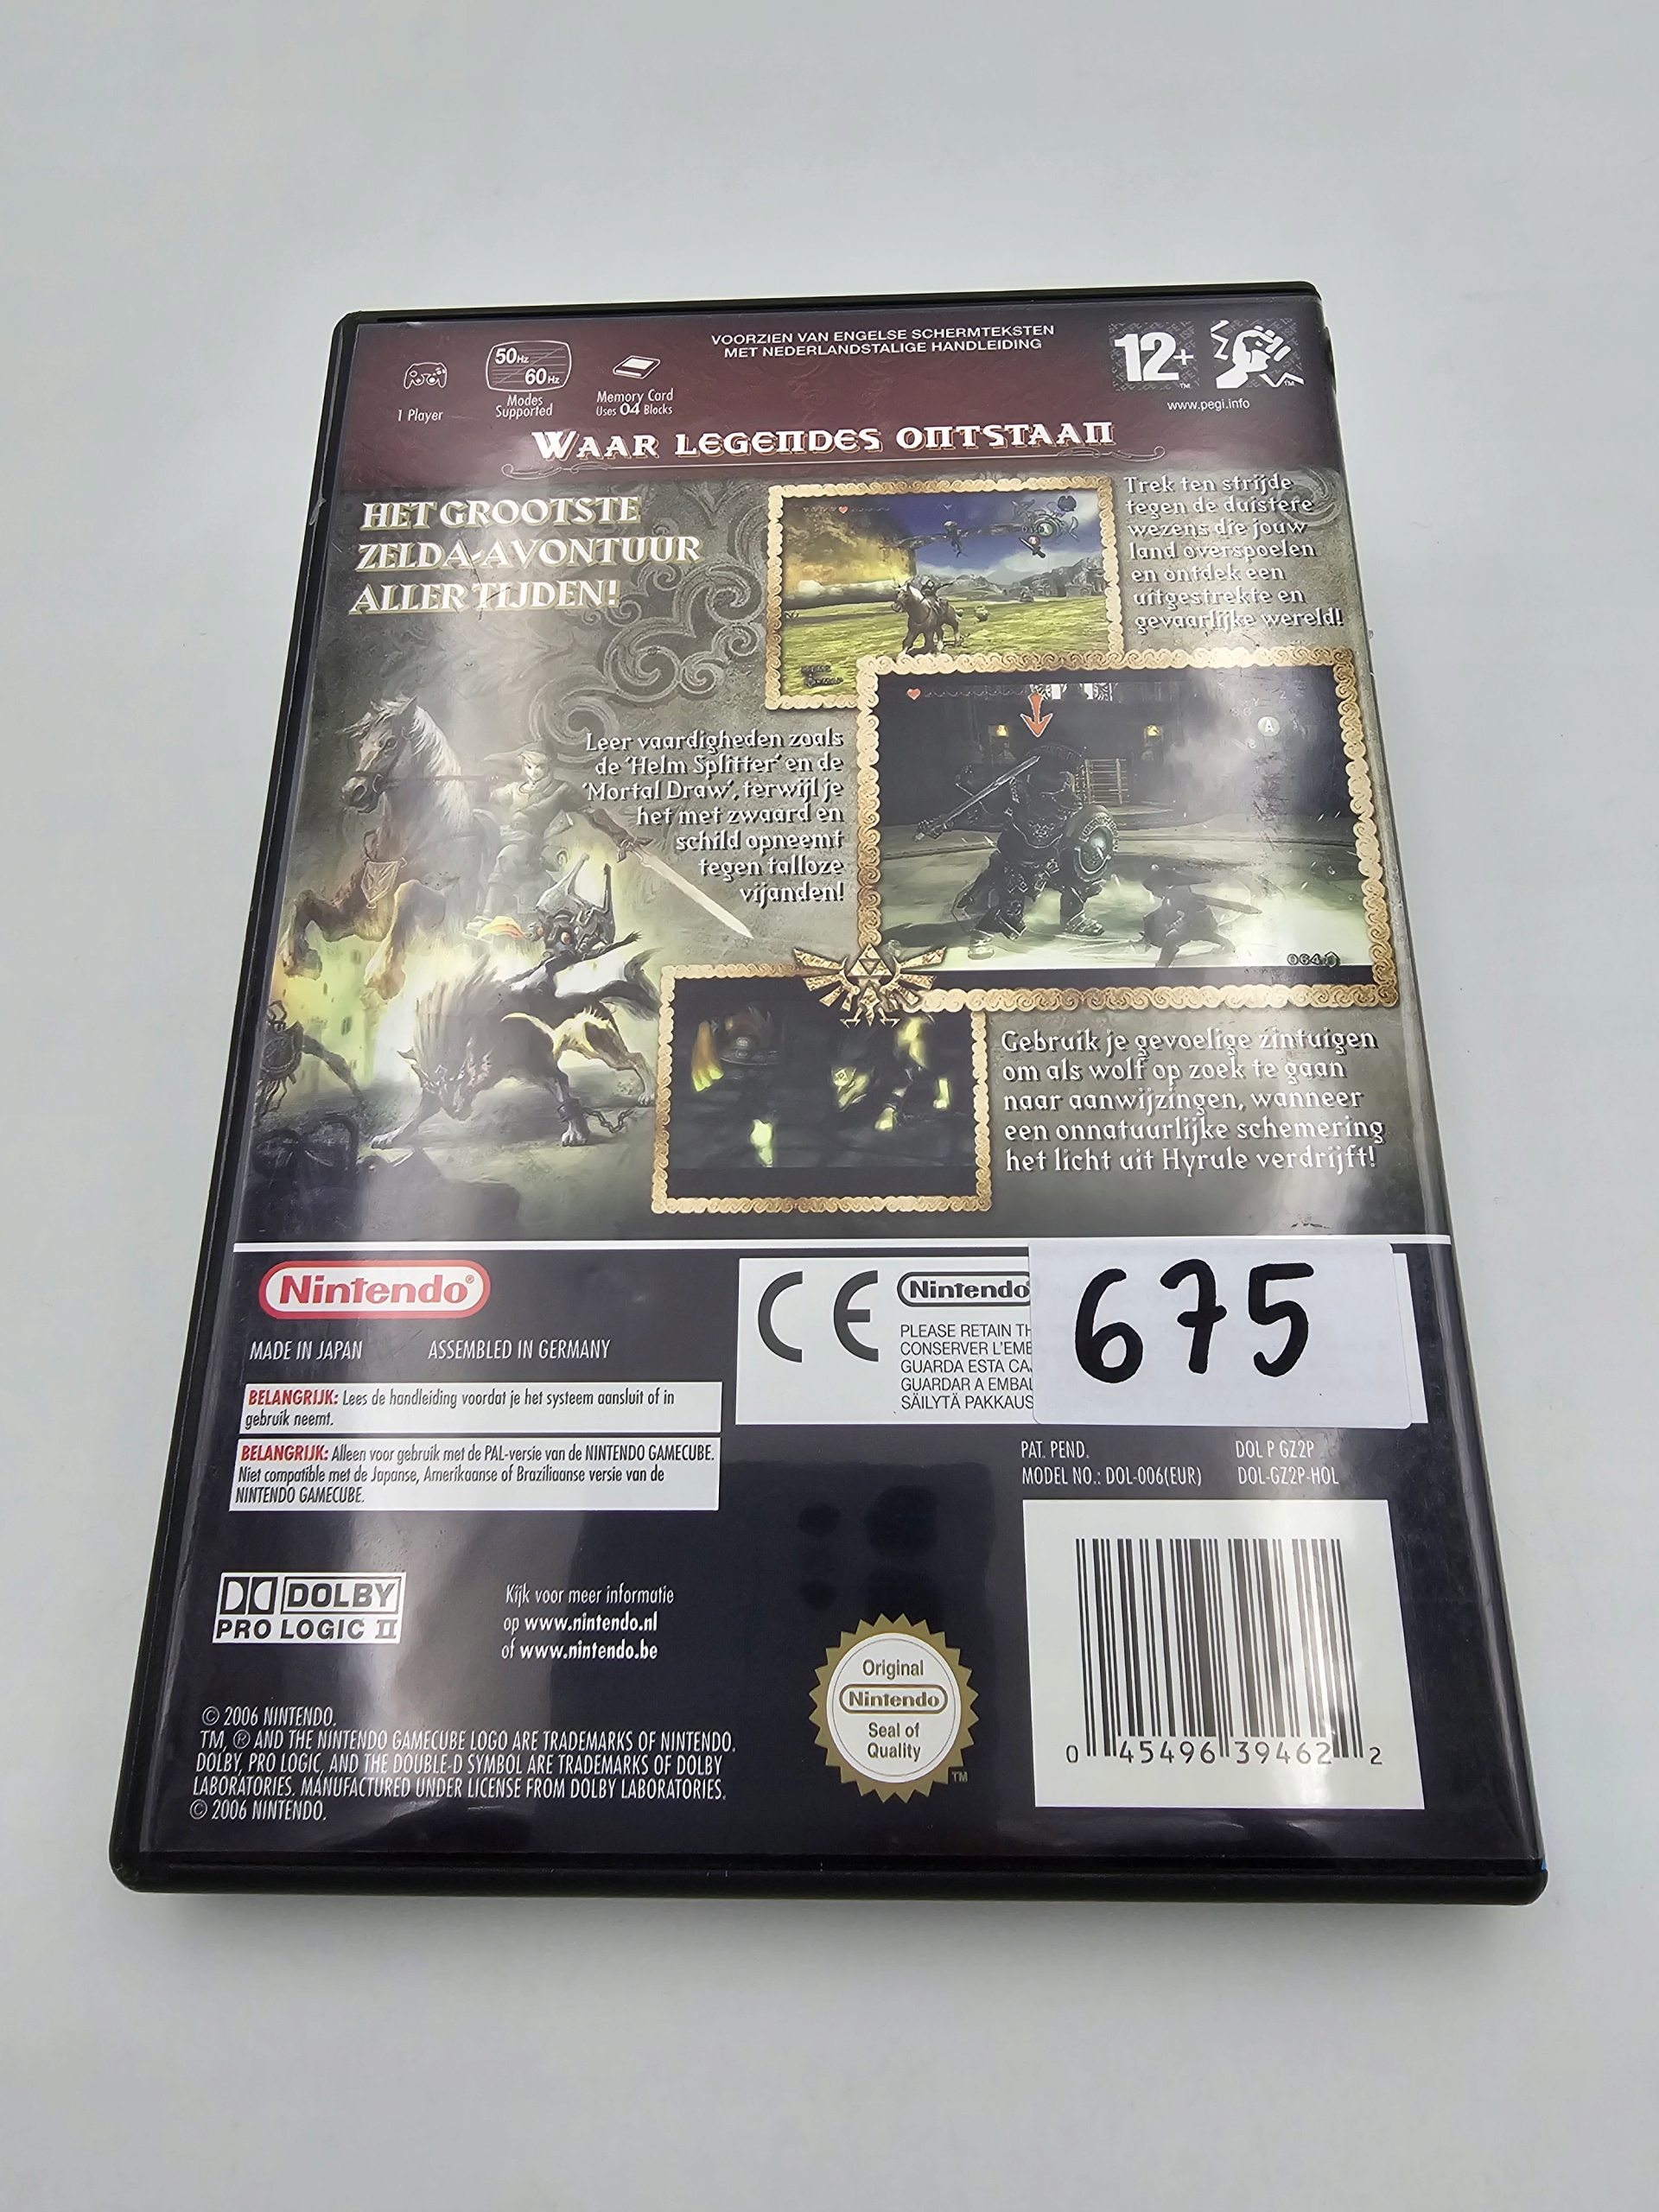 VOORZIEN VAN ENGELSE SCHERMTEKSTEN
MET NEDERLANDSTALIGE HANDLEIDING
12+
www.pegi.info
50Hz
60Hz
1 Player
Modes
Supported
Memory Card
Uses 04 Blocks
WAAR LEGENDES ONTSTAAN
HET GROOTSTE
ZELDA-AVONTUUR
ALLER TIJDEN!
Trek ten strijde
tegen de duistere
wezens die jouw
land overspoelen
en ontdek een
uitgestrekte en
gevaarlijke wereld!
Leer vaardigheden zoals
de 'Helm Splitter' en de
'Mortal Draw', terwijl je
het met zwaard en
schild opneemt
tegen talloze
vijanden!
A
064
Gebruik je gevoelige zintuigen
om als wolf op zoek te gaan
naar aanwijzingen, wanneer
een onnatuurlijke schemering
het licht uit Hyrule verdrijft!
Nintendo®
MADE IN JAPAN ASSEMBLED IN GERMANY
BELANGRIJK: Lees de handleiding voordat je het systeem aansluit of in
gebruik neemt.
BELANGRIJK: Alleen voor gebruik met de PAL-versie van de NINTENDO GAMECUBE.
Niet compatible met de Japanse, Amerikaanse of Braziliaanse versie van de
NINTENDO GAMECUBE.
CE
Nintendo
PLEASE RETAIN TH
CONSERVER L'EME
GUARDA ESTA CA
GUARDAR A EMBAL
SÄILYTÄ PAKKAUS
675
PAT. PEND. DOL P GZ2P
MODEL NO.: DOL-006(EUR) DOL-GZ2P-HOL
DOLBY
PRO LOGIC II
Kijk voor meer informatie
op www.nintendo.nl
of www.nintendo.be
Original
Nintendo
Seal of
Quality
TM
0 45496 39462 2
© 2006 NINTENDO.
TM, ® AND THE NINTENDO GAMECUBE LOGO ARE TRADEMARKS OF NINTENDO.
DOLBY, PRO LOGIC, AND THE DOUBLE-D SYMBOL ARE TRADEMARKS OF DOLBY
LABORATORIES. MANUFACTURED UNDER LICENSE FROM DOLBY LABORATORIES.
© 2006 NINTENDO.